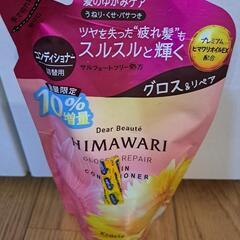 髪のゆがみケア
うねり・くせ・パサつき
ツヤを失った"疲れ髪"も
スルスルと輝く
サルフェートフリー処方
コンディショナー
詰替用
数量限定
10%
増量
プレミアム
ヒマワリオイルEX
配合
グロス&リペア
Dear Beauté
HIMAWARI
GLOSS & REPAIR
IN
CONDITIONER
Kracie